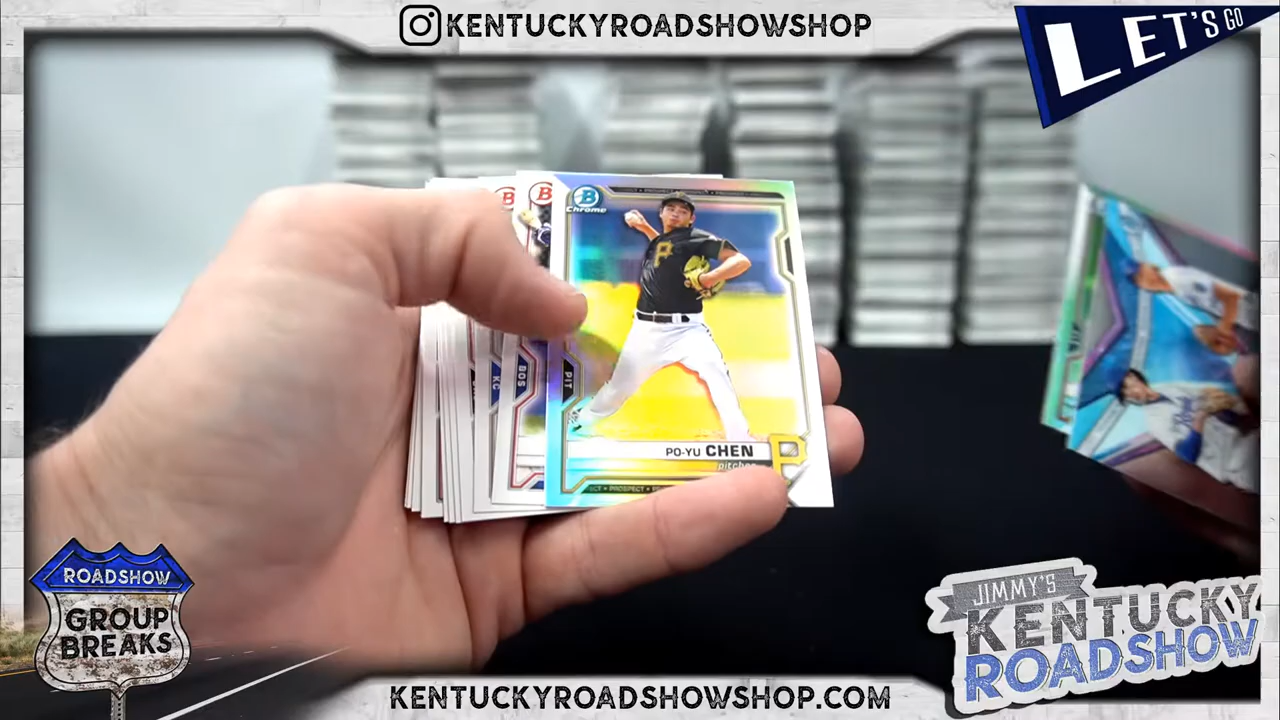 KENTUCKYROADSHOWSHOP
LET'S GO
B
B
B
Chrome
P
KC
BOS
PIT
PO-YU CHEN
pitcher
P
PROSPECT
ROADSHOW
GROUP
BREAKS
JIMMY'S
KENTUCKY
ROADSHOW
KENTUCKYROADSHOWSHOP.COM